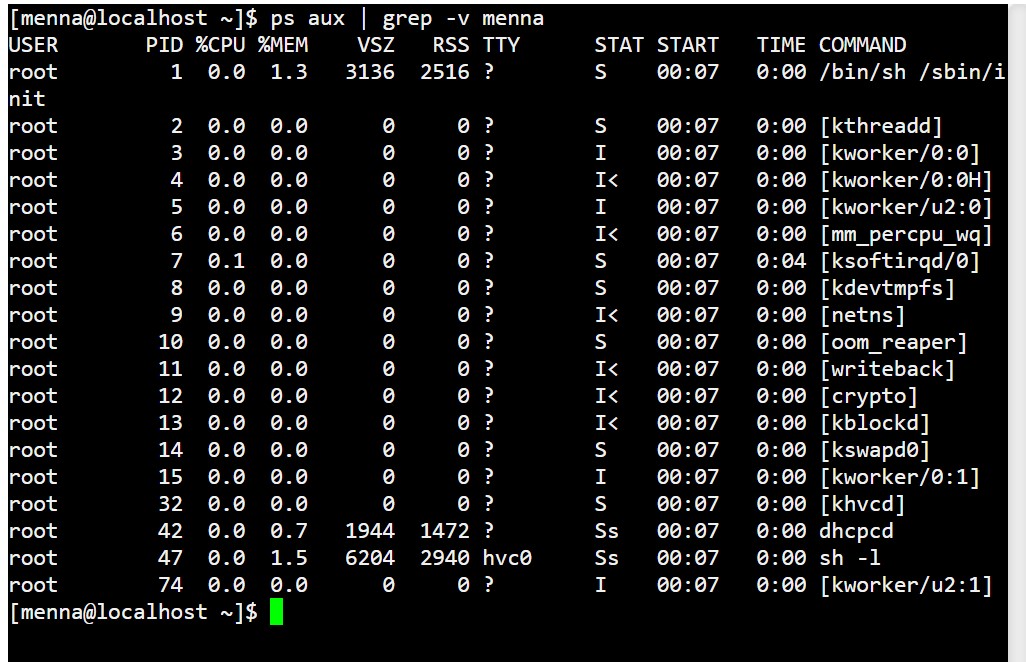 [menna@localhost ~]$ ps aux | grep -v menna
USER       PID %CPU %MEM    VSZ   RSS TTY      STAT START   TIME COMMAND
root         1  0.0  1.3   3136  2516 ?        S    00:07   0:00 /bin/sh /sbin/i
nit
root         2  0.0  0.0      0     0 ?        S    00:07   0:00 [kthreadd]
root         3  0.0  0.0      0     0 ?        I    00:07   0:00 [kworker/0:0]
root         4  0.0  0.0      0     0 ?        I<   00:07   0:00 [kworker/0:0H]
root         5  0.0  0.0      0     0 ?        I    00:07   0:00 [kworker/u2:0]
root         6  0.0  0.0      0     0 ?        I<   00:07   0:00 [mm_percpu_wq]
root         7  0.1  0.0      0     0 ?        S    00:07   0:04 [ksoftirqd/0]
root         8  0.0  0.0      0     0 ?        S    00:07   0:00 [kdevtmpfs]
root         9  0.0  0.0      0     0 ?        I<   00:07   0:00 [netns]
root        10  0.0  0.0      0     0 ?        S    00:07   0:00 [oom_reaper]
root        11  0.0  0.0      0     0 ?        I<   00:07   0:00 [writeback]
root        12  0.0  0.0      0     0 ?        I<   00:07   0:00 [crypto]
root        13  0.0  0.0      0     0 ?        I<   00:07   0:00 [kblockd]
root        14  0.0  0.0      0     0 ?        S    00:07   0:00 [kswapd0]
root        15  0.0  0.0      0     0 ?        I    00:07   0:00 [kworker/0:1]
root        32  0.0  0.0      0     0 ?        S    00:07   0:00 [khvcd]
root        42  0.0  0.7   1944  1472 ?        Ss   00:07   0:00 dhcpcd
root        47  0.0  1.5   6204  2940 hvc0     Ss   00:07   0:00 sh -l
root        74  0.0  0.0      0     0 ?        I    00:07   0:00 [kworker/u2:1]
[menna@localhost ~]$